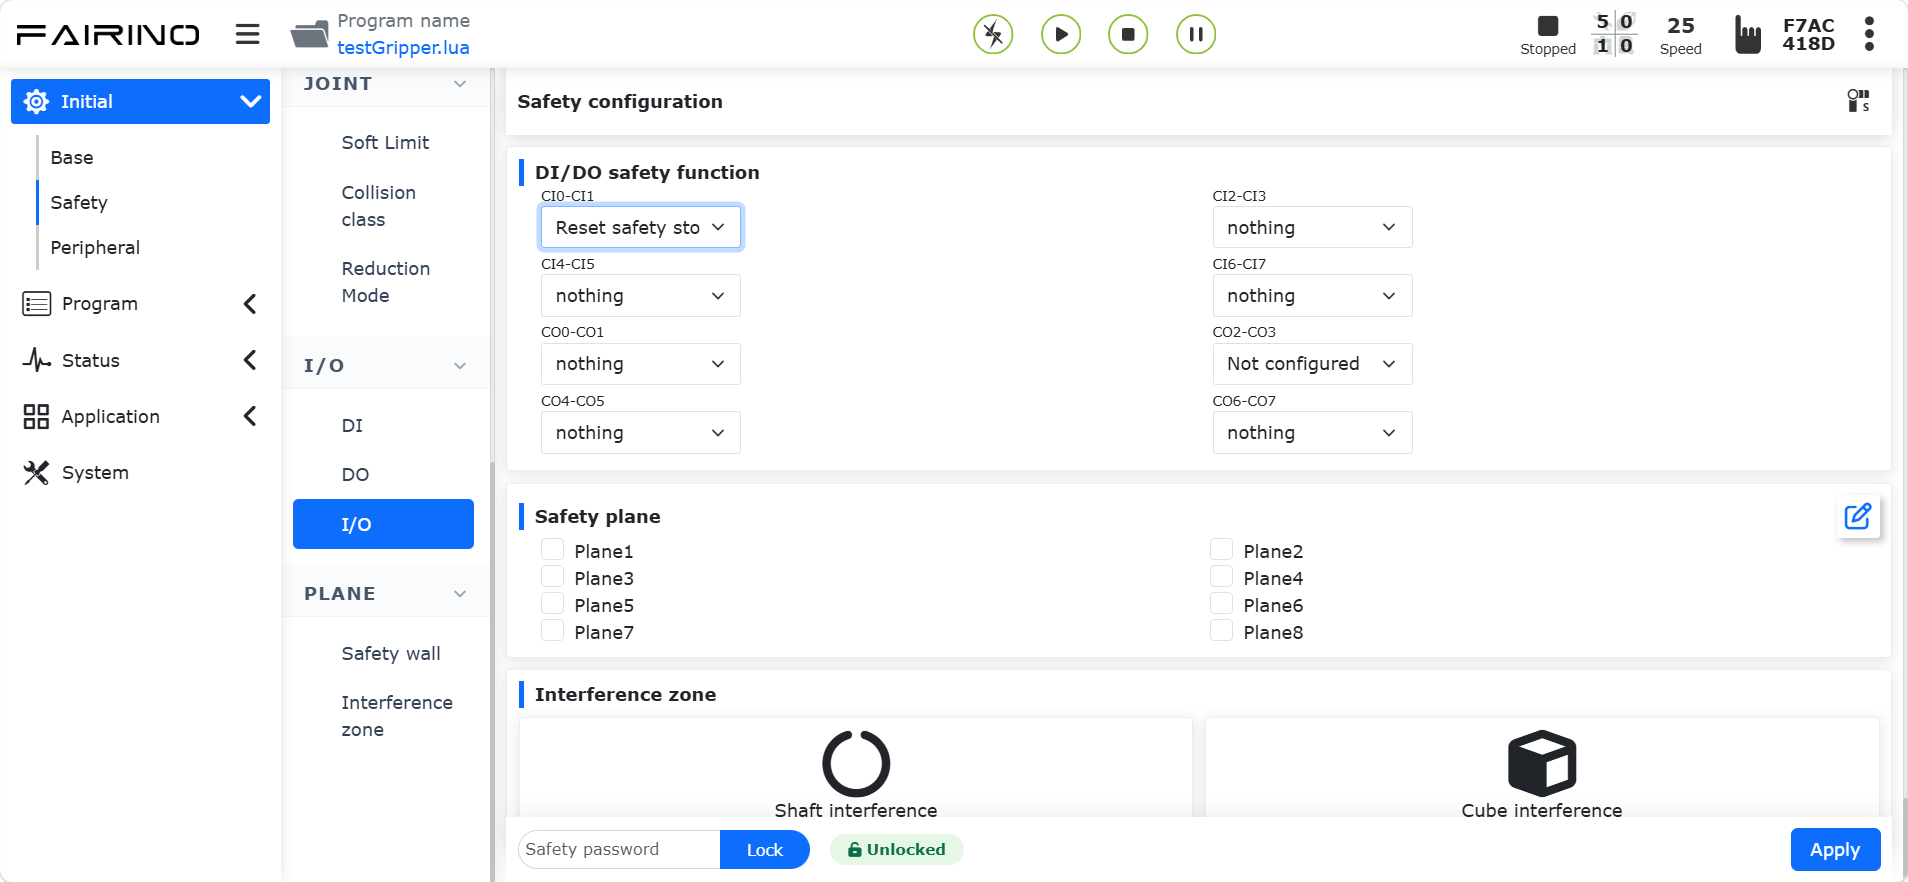 FAIRINO
Program name
testGripper.lua
Stopped
5 0
1 0
25
Speed
F7AC
418D
Initial
Base
Safety
Peripheral
Program
Status
Application
System
JOINT
Soft Limit
Collision
class
Reduction
Mode
I/O
DI
DO
I/O
PLANE
Safety wall
Interference
zone
Safety configuration
S
DI/DO safety function
CI0-CI1
Reset safety sto
CI2-CI3
nothing
CI4-CI5
nothing
CI6-CI7
nothing
CO0-CO1
nothing
CO2-CO3
Not configured
CO4-CO5
nothing
CO6-CO7
nothing
Safety plane
Plane1
Plane2
Plane3
Plane4
Plane5
Plane6
Plane7
Plane8
Interference zone
Shaft interference
Cube interference
Safety password
Lock
Unlocked
Apply